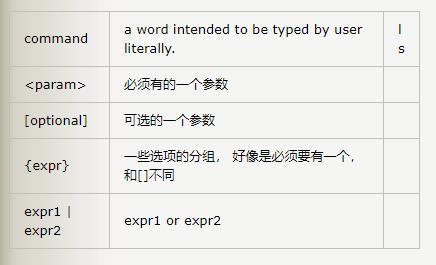 command
a word intended to be typed by user
literally.
l
s
<param>
必须有的一个参数
[optional]
可选的一个参数
{expr}
一些选项的分组， 好像是必须要有一个，
和[]不同
expr1 |
expr2
expr1 or expr2